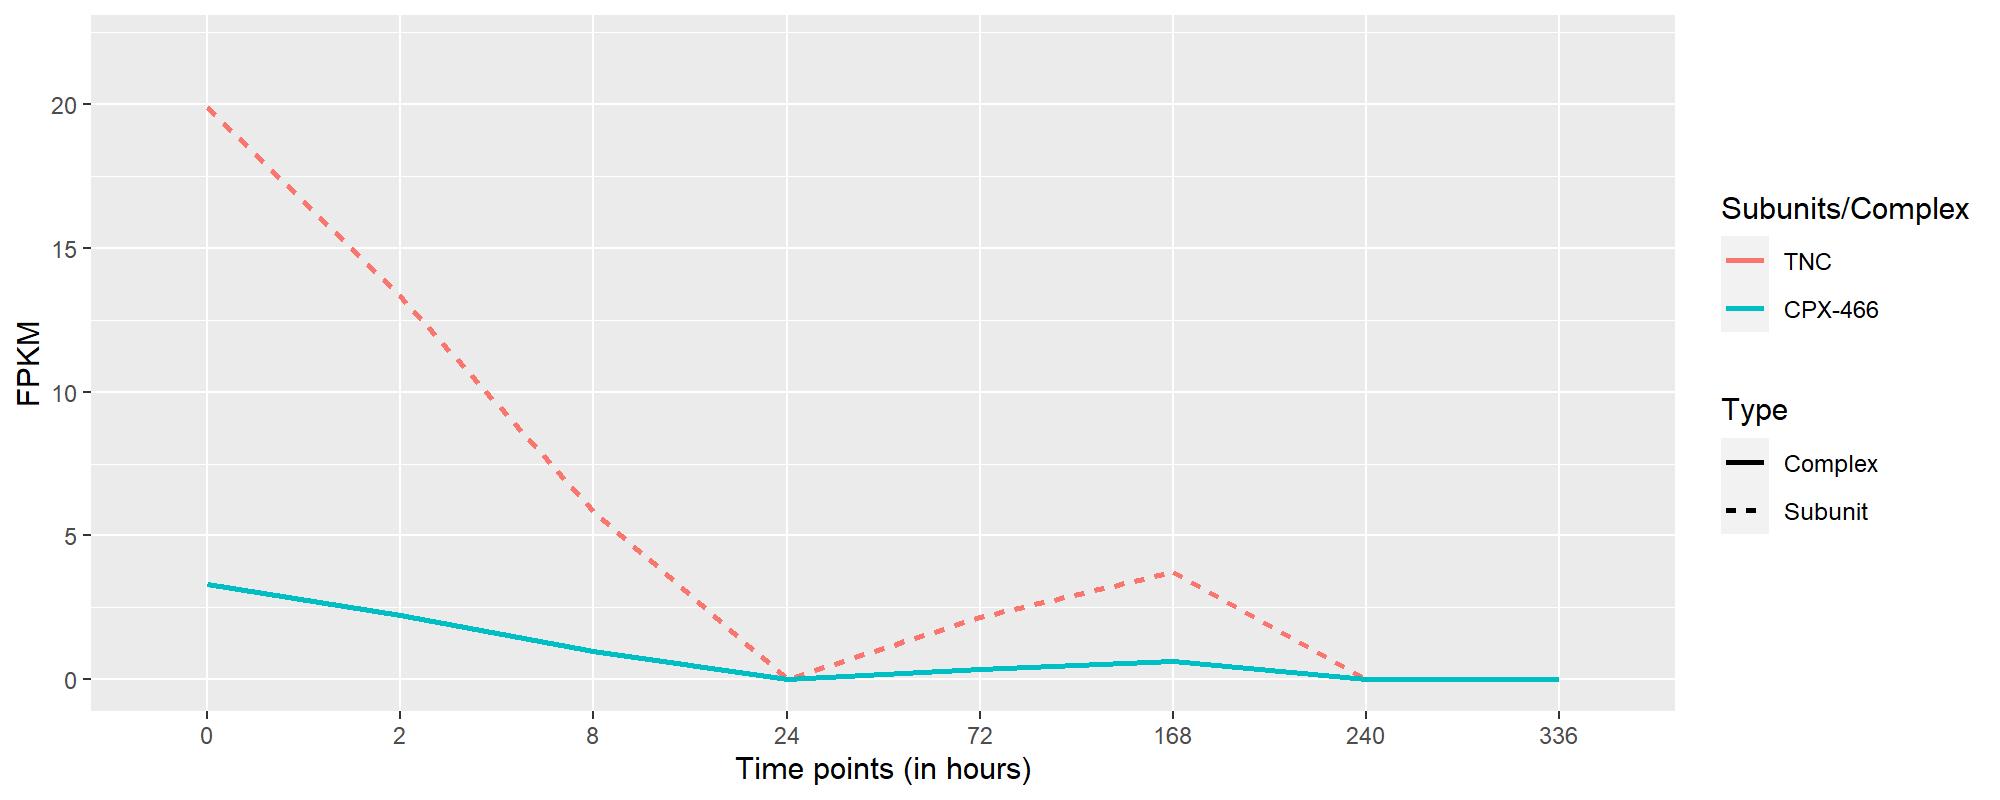 20
15
10
5
0
FPKM
0 2 8 24 72 168 240 336
Time points (in hours)
Subunits/Complex
TNC
CPX-466
Type
Complex
Subunit